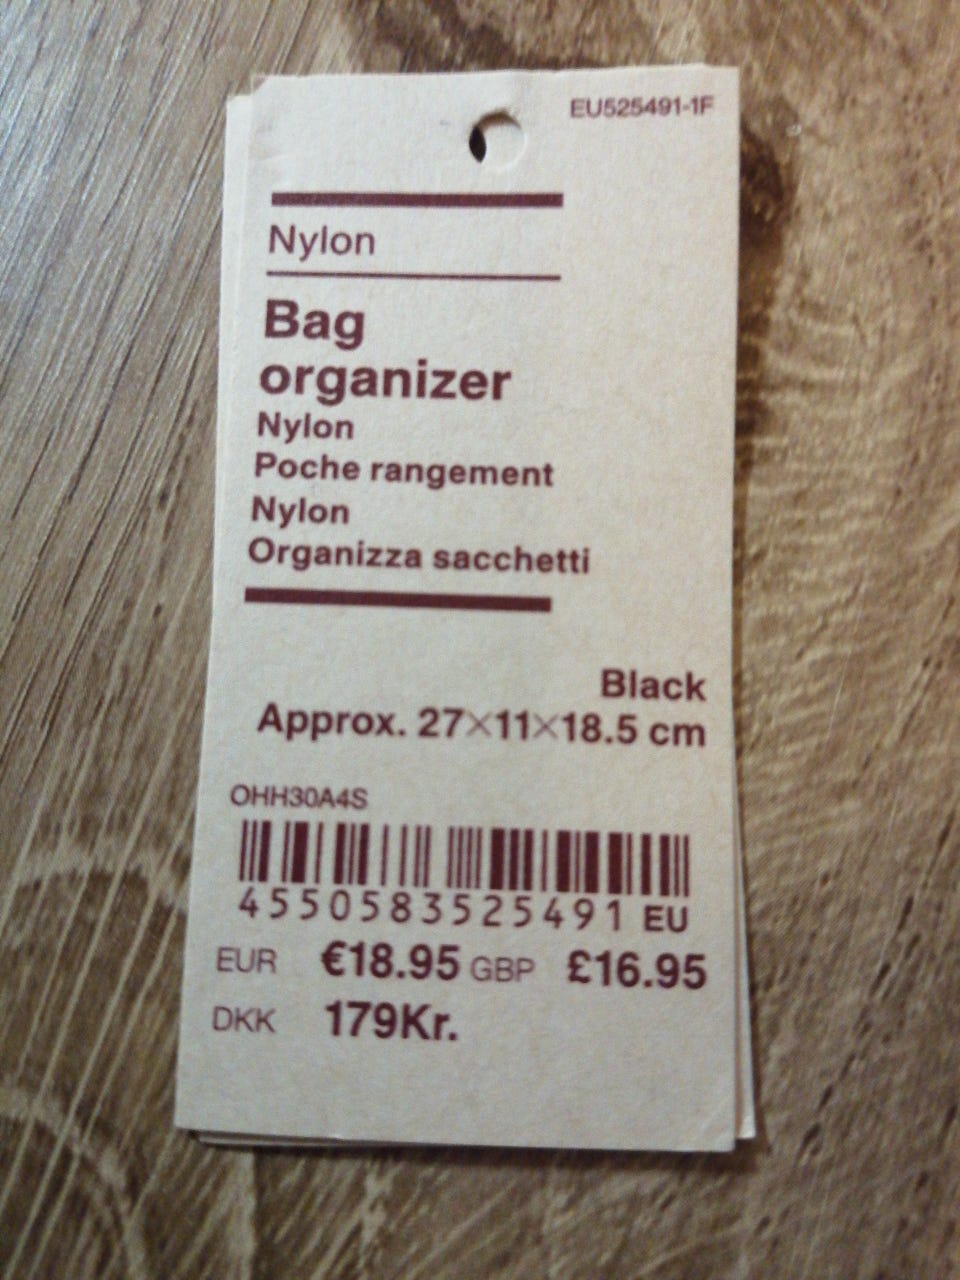 EU525491-1F
Nylon
Bag
organizer
Nylon
Poche rangement
Nylon
Organizza sacchetti
Black
Approx. 27×11×18.5 cm
OHH30A4S
4550583525491 EU
EUR €18.95 GBP £16.95
DKK 179Kr.